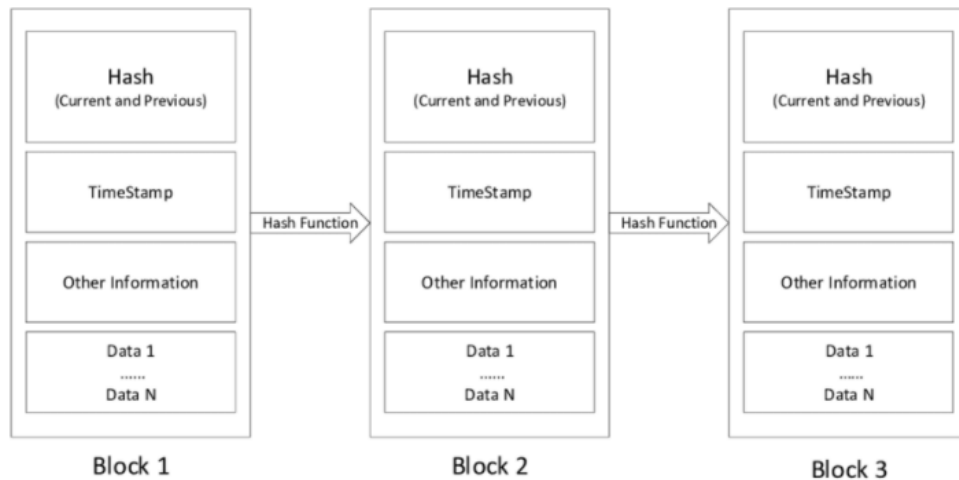 Hash
(Current and Previous)
TimeStamp
Other Information
Data 1
......
Data N
Block 1
Hash Function
Hash
(Current and Previous)
TimeStamp
Other Information
Data 1
......
Data N
Block 2
Hash Function
Hash
(Current and Previous)
TimeStamp
Other Information
Data 1
......
Data N
Block 3